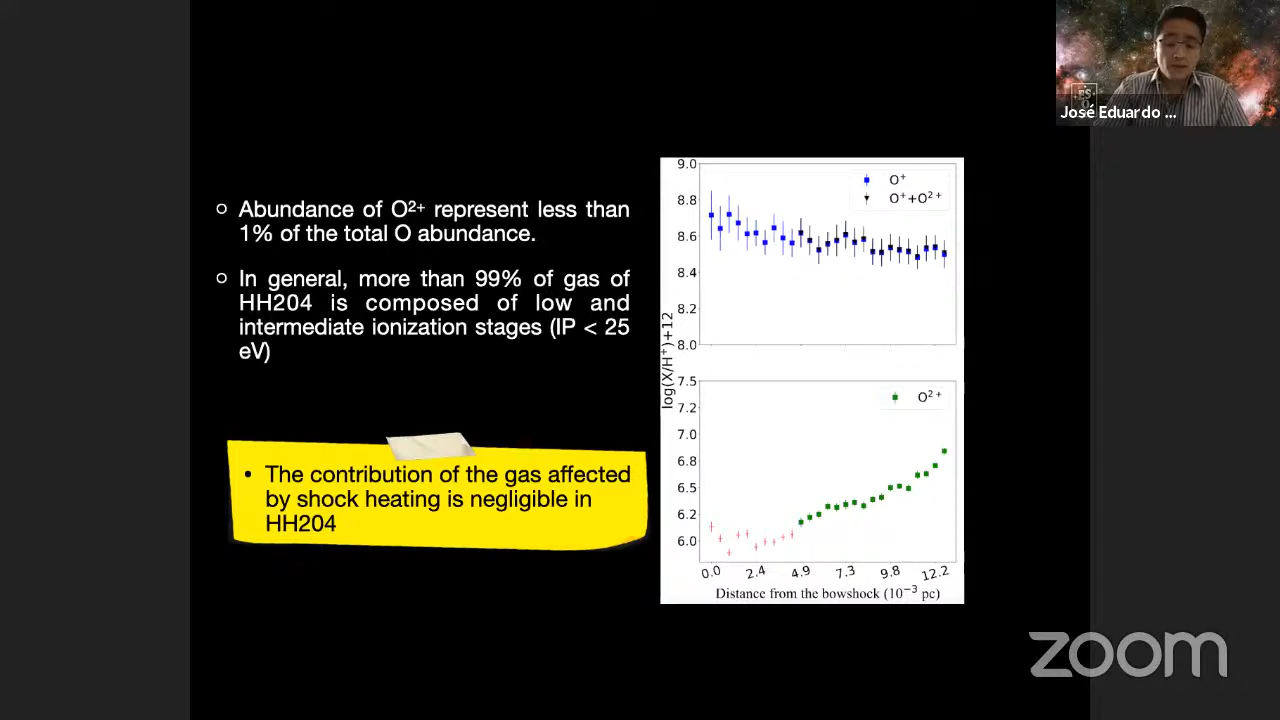 José Eduardo ...
○ Abundance of O²⁺ represent less than
1% of the total O abundance.
○ In general, more than 99% of gas of
HH204 is composed of low and
intermediate ionization stages (IP < 25
eV)
• The contribution of the gas affected
by shock heating is negligible in
HH204
log(X/H⁺)+12
9.0
8.8
8.6
8.4
8.2
8.0
O⁺
O⁺+O²⁺
7.5
7.2
7.0
6.8
6.5
6.2
6.0
O²⁺
0.0 2.4 4.9 7.3 9.8 12.2
Distance from the bowshock (10⁻³ pc)
zoom